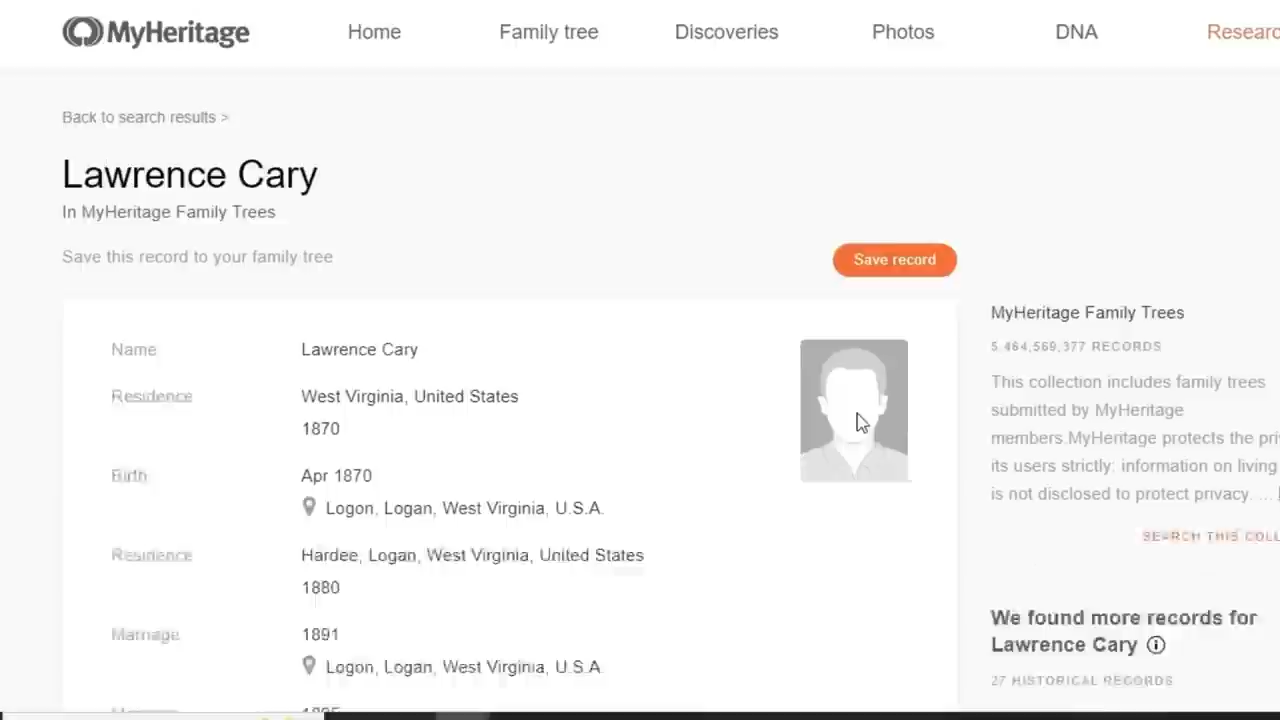 MyHeritage
Home
Family tree
Discoveries
Photos
DNA
Researc
Back to search results >
Lawrence Cary
In MyHeritage Family Trees
Save this record to your family tree
Save record
Name
Lawrence Cary
Residence
West Virginia, United States
1870
Birth
Apr 1870
Logon, Logan, West Virginia, U.S.A.
Residence
Hardee, Logan, West Virginia, United States
1880
Marriage
1891
Logon, Logan, West Virginia, U.S.A.
MyHeritage Family Trees
5,464,569,377 RECORDS
This collection includes family trees
submitted by MyHeritage
members.MyHeritage protects the pri
its users strictly: information on living
is not disclosed to protect privacy. ...
SEARCH THIS COLL
We found more records for
Lawrence Cary
27 HISTORICAL RECORDS